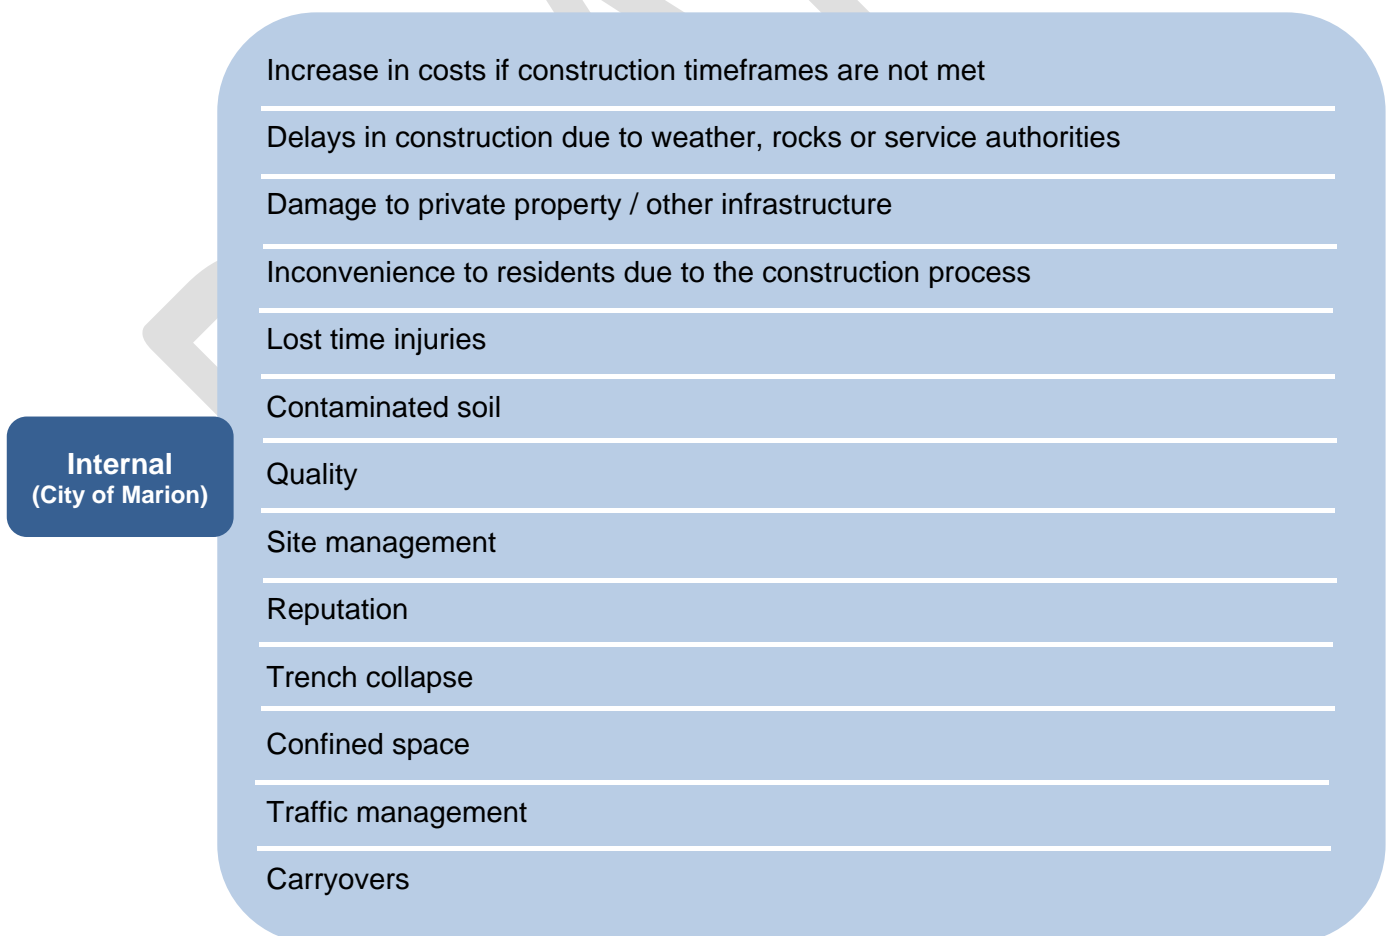 Increase in costs if construction timeframes are not met
Delays in construction due to weather, rocks or service authorities
Damage to private property / other infrastructure
Inconvenience to residents due to the construction process
Lost time injuries
Contaminated soil
Internal
(City of Marion)
Quality
Site management
Reputation
Trench collapse
Confined space
Traffic management
Carryovers